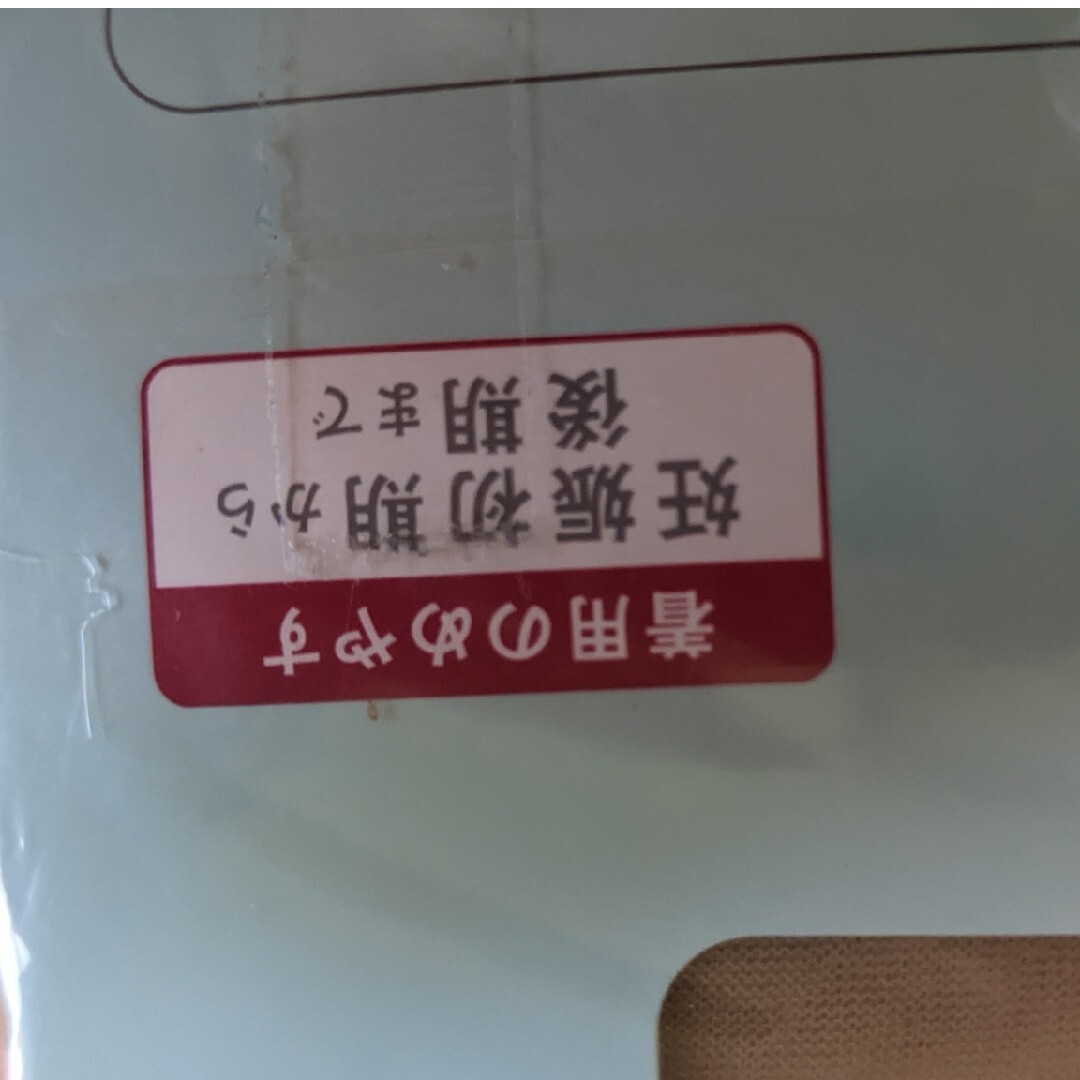 着用のめやす
妊娠初期から
後期まで